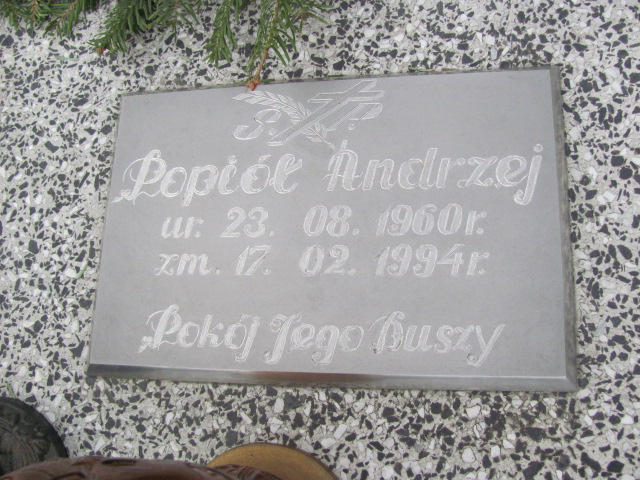 Ś. P.
Popiół Andrzej
ur. 23. 08. 1960r.
zm. 17. 02. 1994r.
Pokój Jego Duszy